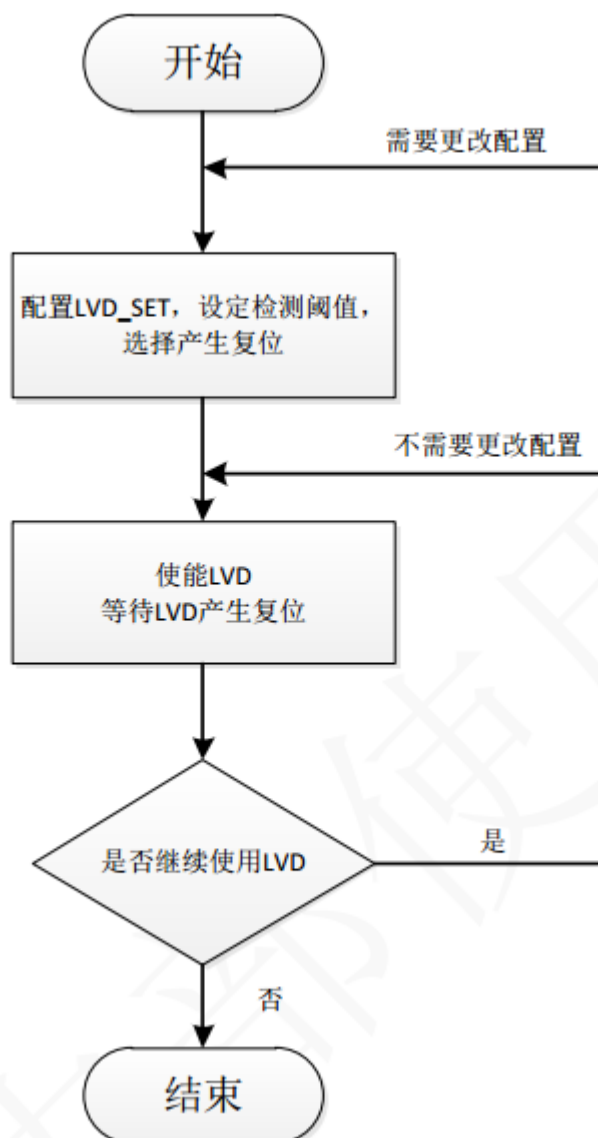 开始
需要更改配置
配置LVD_SET，设定检测阈值，
选择产生复位
不需要更改配置
使能LVD
等待LVD产生复位
是否继续使用LVD
是
否
结束
部使用